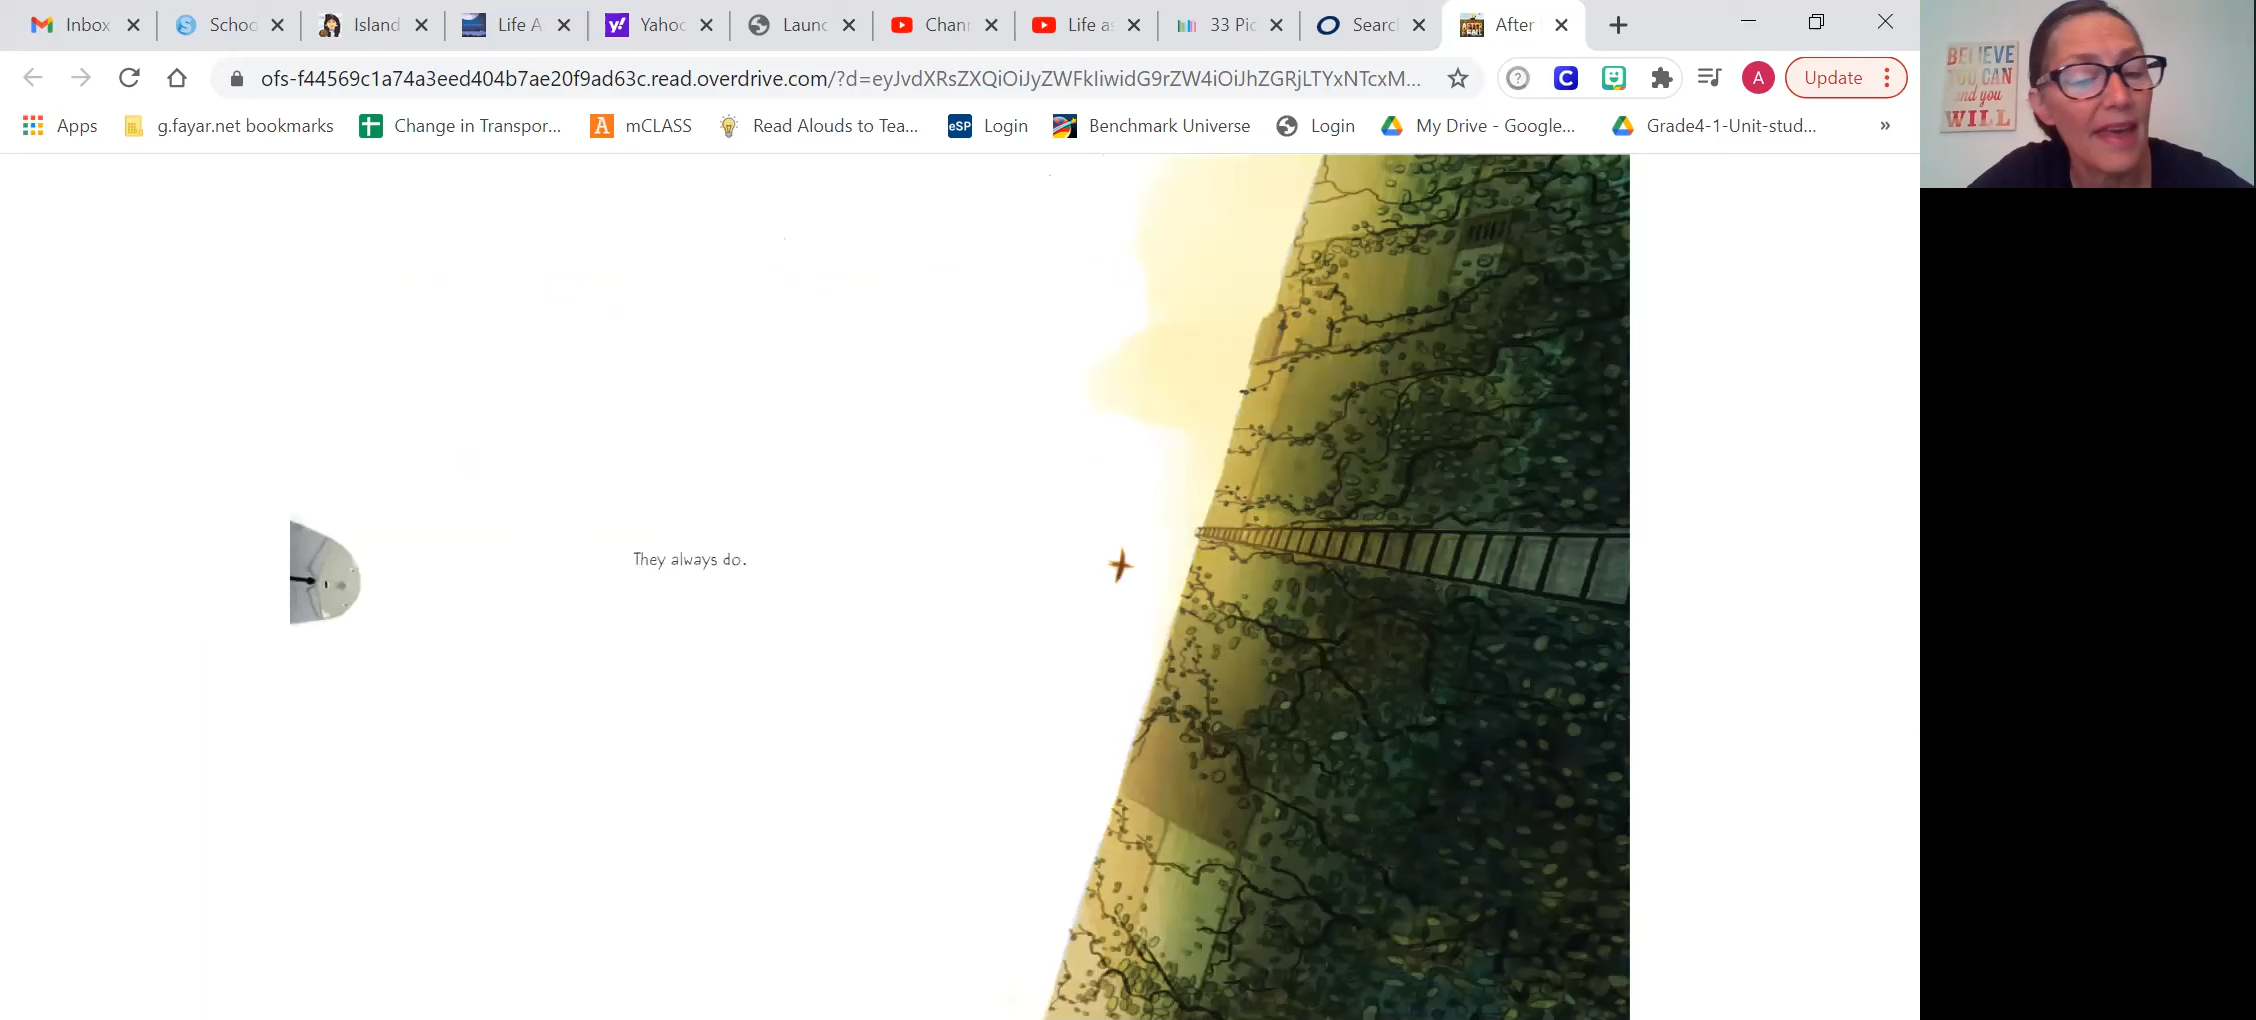 Inbox
Schoo
Island
Life A
Yahoo
Launc
Chan
Life as
33 Pic
Searc
After
ofs-f44569c1a74a3eed404b7ae20f9ad63c.read.overdrive.com/?d=eyJvdXRsZXQiOiJyZWFkIiwidG9rZW4iOiJhZGRjLTYxNTcxM...
A
Update
Apps
g.fayar.net bookmarks
Change in Transpor...
mCLASS
Read Alouds to Tea...
eSP
Login
Benchmark Universe
Login
My Drive - Google...
Grade4-1-Unit-stud...
»
BELIEVE
YOU CAN
and you
WILL
They always do.